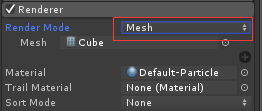 Renderer
Render Mode Mesh
Mesh Cube
Material Default-Particle
Trail Material None (Material)
Sort Mode None